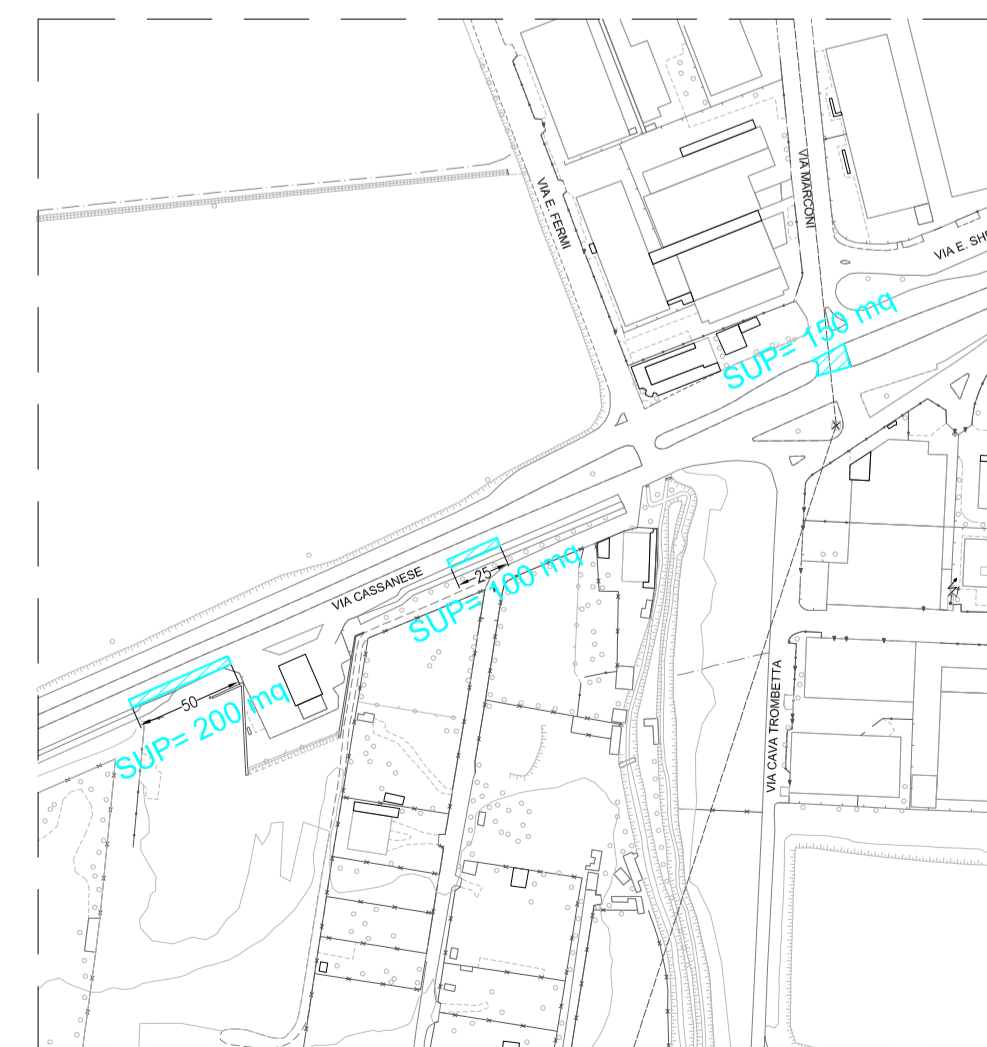 VIA MARCONI
VIA E. FERMI
VIA E. SH
SUP= 150 mq
VIA CASSANESE
25
SUP= 100 mq
50
SUP= 200 mq
VIA CAVA TROMBETTA